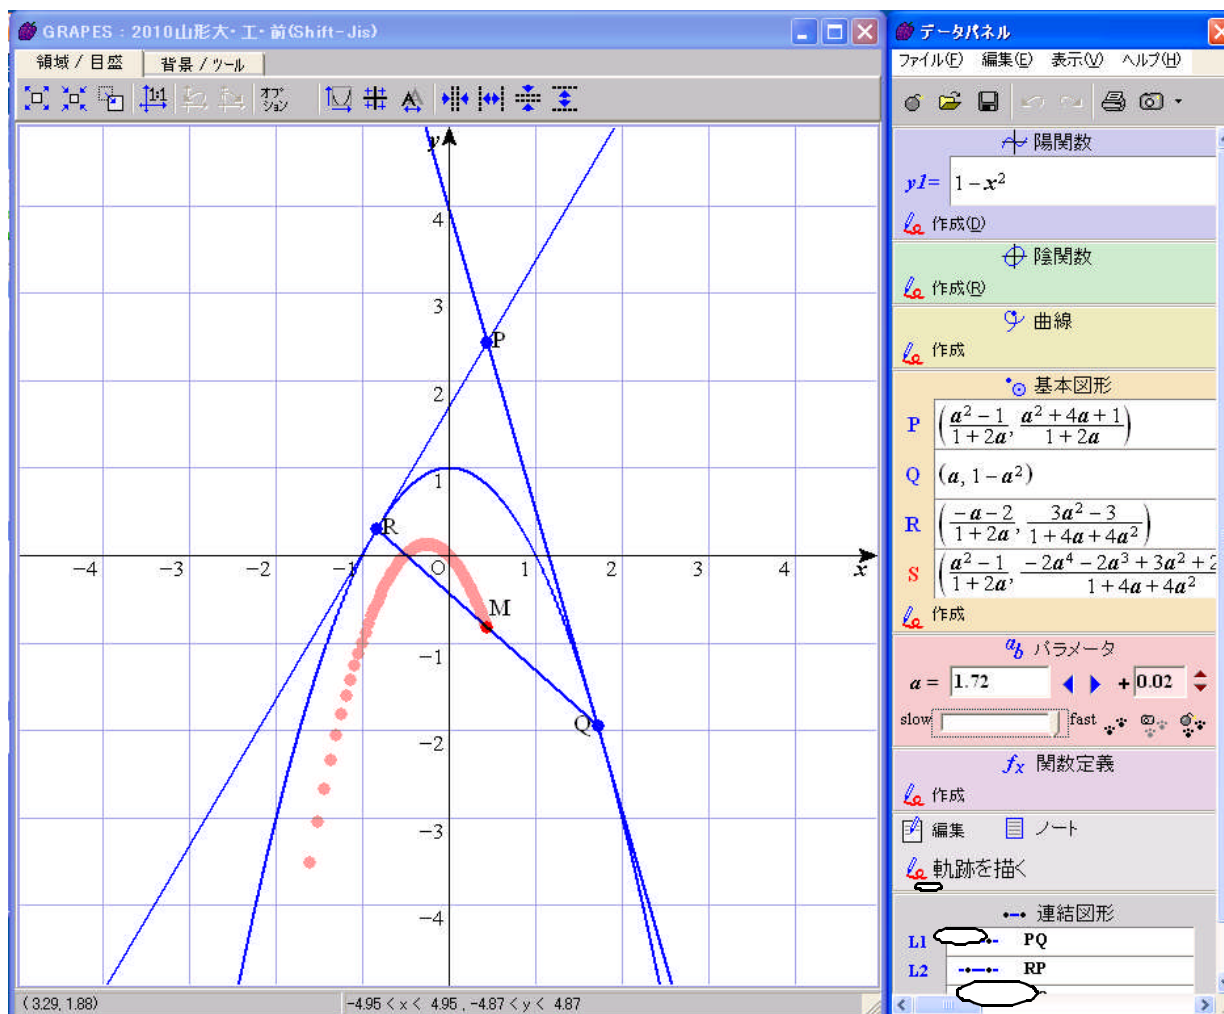 GRAPES : 2010山形大・工・前(Shift-Jis)
領域 / 目盛 背景 / ツール
1:1 オプション
y
4
3
P
2
1
R
-4 -3 -2 -1 O 1 2 3 4 x
M
-1
Q
-2
-3
-4
(3.29, 1.88) -4.95 < x < 4.95 , -4.87 < y < 4.87
データパネル
ファイル(F) 編集(E) 表示(V) ヘルプ(H)
陽関数
y1= 1-x²
作成(D)
陰関数
作成(R)
曲線
作成
基本図形
P ((a²-1)/(1+2a), (a²+4a+1)/(1+2a))
Q (a, 1-a²)
R ((-a-2)/(1+2a), (3a²-3)/(1+4a+4a²))
S ((a²-1)/(1+2a), (-2a⁴-2a³+3a²+2)/(1+4a+4a²)
作成
ab パラメータ
a = 1.72 + 0.02
slow fast
fx 関数定義
作成
編集 ノート
軌跡を描く
連結図形
L1 PQ
L2 RP